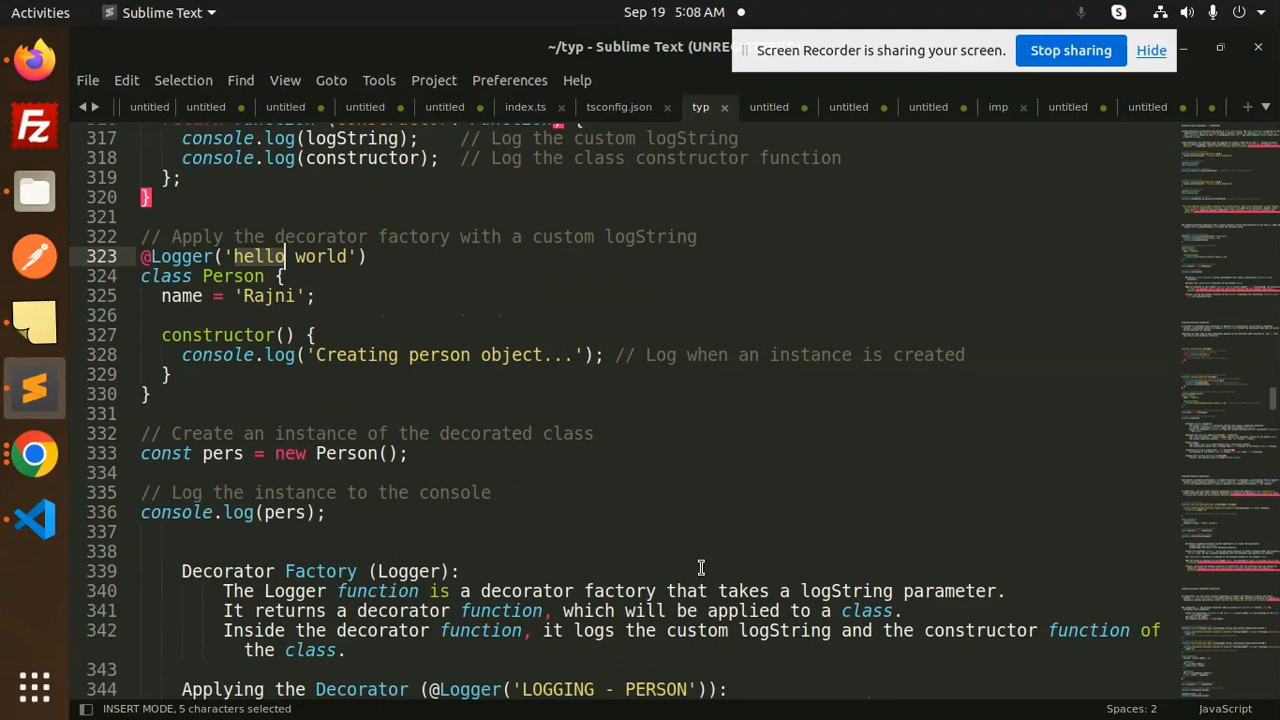 Activities
Sublime Text
Sep 19 5:08 AM
~/typ - Sublime Text (UNRE
Screen Recorder is sharing your screen.
Stop sharing
Hide
File Edit Selection Find View Goto Tools Project Preferences Help
untitled untitled untitled untitled untitled index.ts tsconfig.json typ untitled untitled untitled imp untitled untitled
317 console.log(logString); // Log the custom logString
318 console.log(constructor); // Log the class constructor function
319 };
320 }
321
322 // Apply the decorator factory with a custom logString
323 @Logger('hello world')
324 class Person {
325 name = 'Rajni';
326
327 constructor() {
328 console.log('Creating person object...'); // Log when an instance is created
329 }
330 }
331
332 // Create an instance of the decorared class
333 const pers = new Person();
334
335 // Log the instance to the console
336 console.log(pers);
337
338
339 Decorator Factory (Logger):
340 The Logger function is a decorator factory that takes a logString parameter.
341 It returns a decorator function, which will be applied to a class.
342 Inside the decorator function, it logs the custom logString and the constructor function of
the class.
343
344 Applying the Decorator (@Logger('LOGGING - PERSON')):
INSERT MODE, 5 characters selected
Spaces: 2
JavaScript